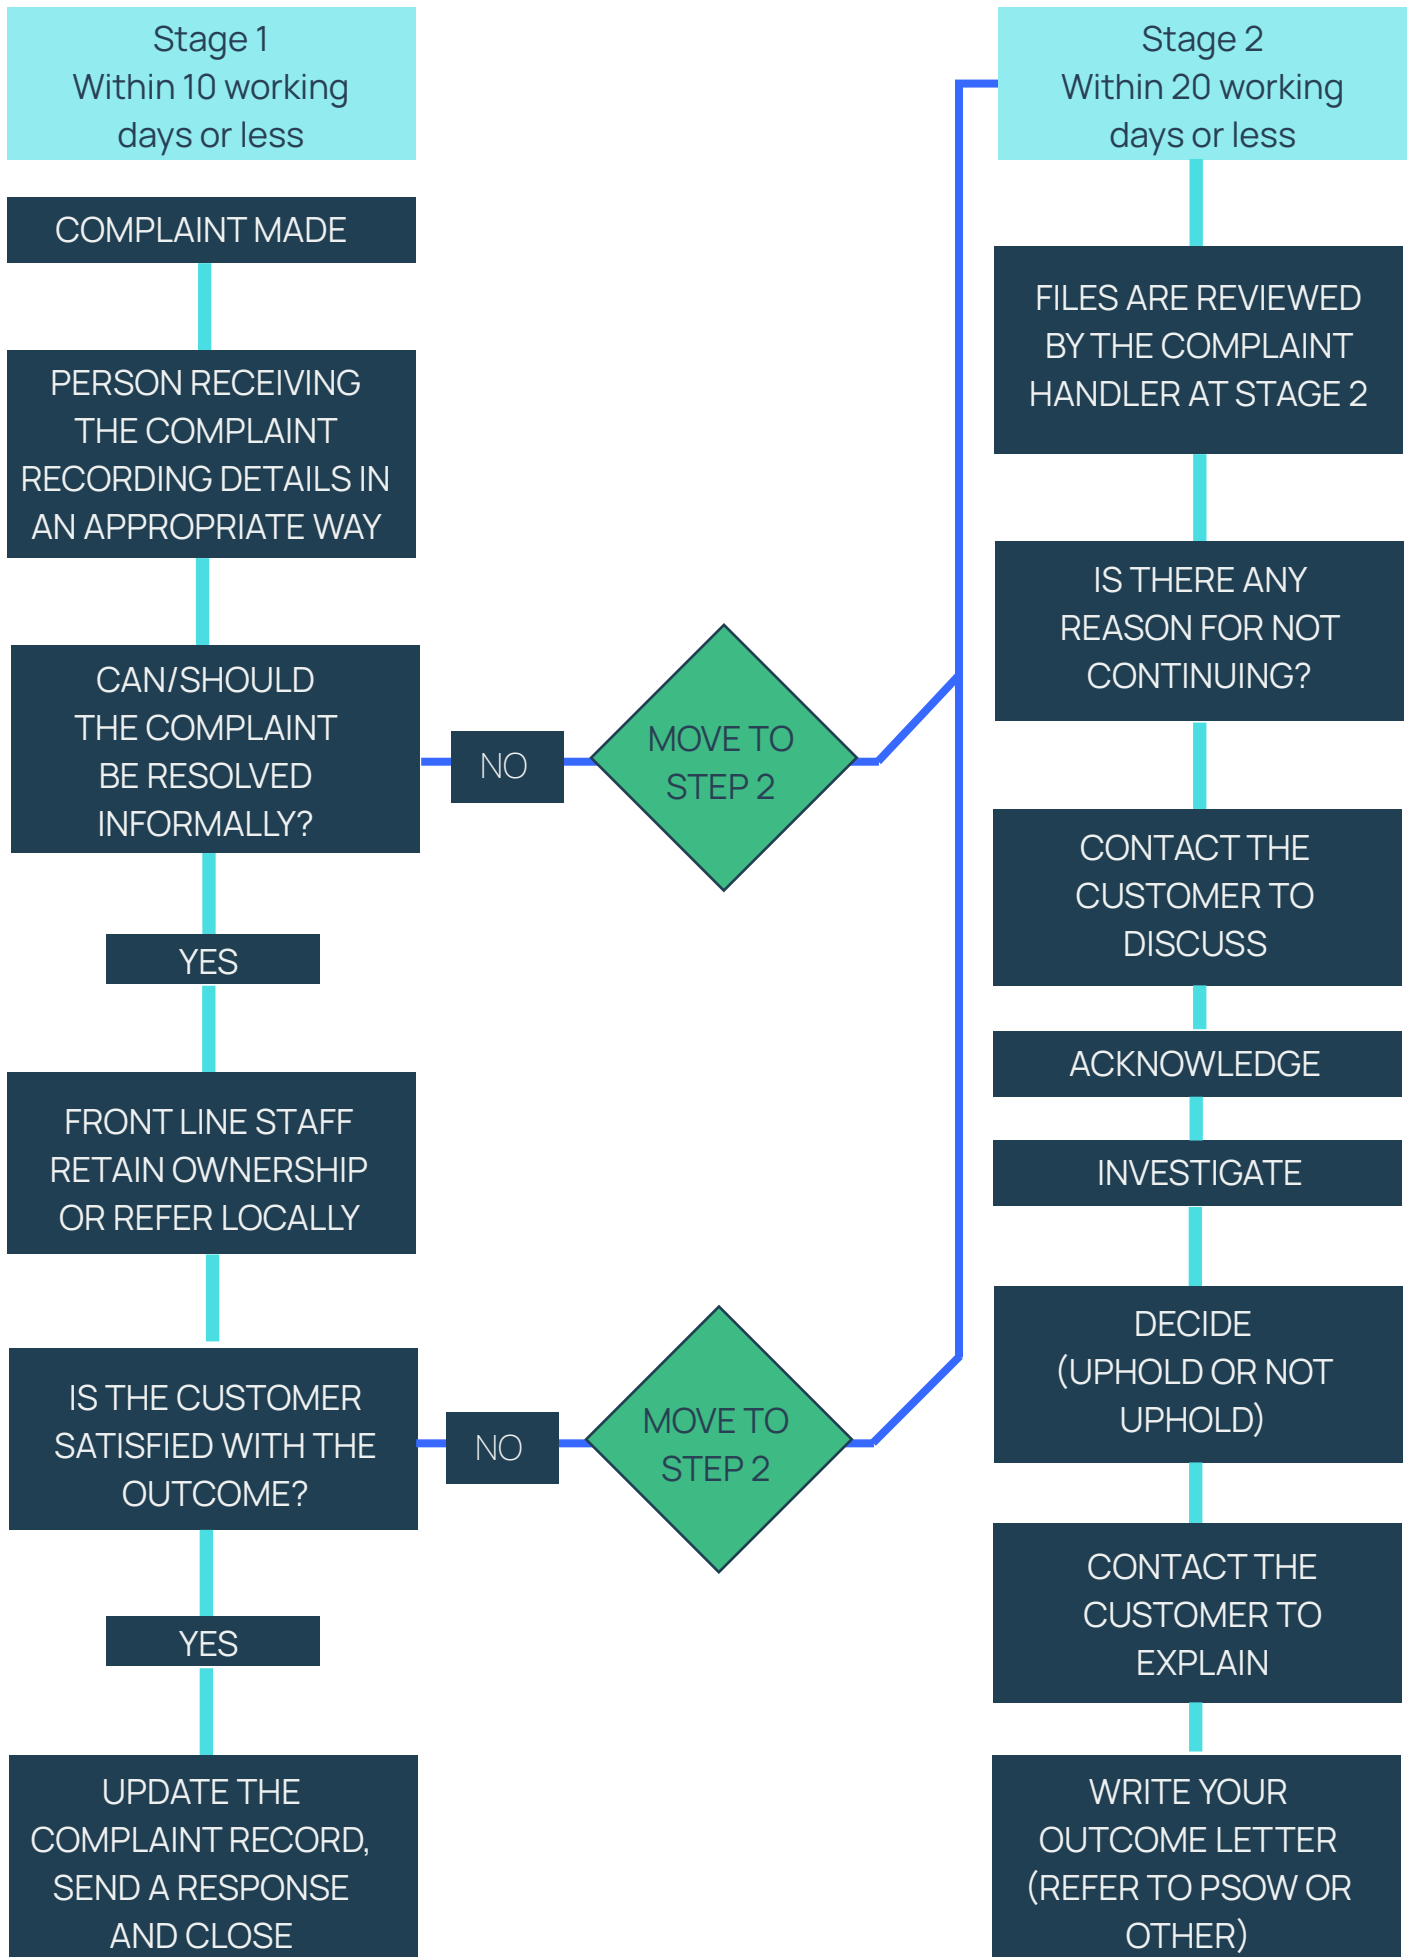 Stage 1
Within 10 working
days or less
COMPLAINT MADE
PERSON RECEIVING
THE COMPLAINT
RECORDING DETAILS IN
AN APPROPRIATE WAY
CAN/SHOULD
THE COMPLAINT
BE RESOLVED
INFORMALLY?
NO
MOVE TO
STEP 2
YES
FRONT LINE STAFF
RETAIN OWNERSHIP
OR REFER LOCALLY
IS THE CUSTOMER
SATISFIED WITH THE
OUTCOME?
NO
MOVE TO
STEP 2
YES
UPDATE THE
COMPLAINT RECORD,
SEND A RESPONSE
AND CLOSE
Stage 2
Within 20 working
days or less
FILES ARE REVIEWED
BY THE COMPLAINT
HANDLER AT STAGE 2
IS THERE ANY
REASON FOR NOT
CONTINUING?
CONTACT THE
CUSTOMER TO
DISCUSS
ACKNOWLEDGE
INVESTIGATE
DECIDE
(UPHOLD OR NOT
UPHOLD)
CONTACT THE
CUSTOMER TO
EXPLAIN
WRITE YOUR
OUTCOME LETTER
(REFER TO PSOW OR
OTHER)